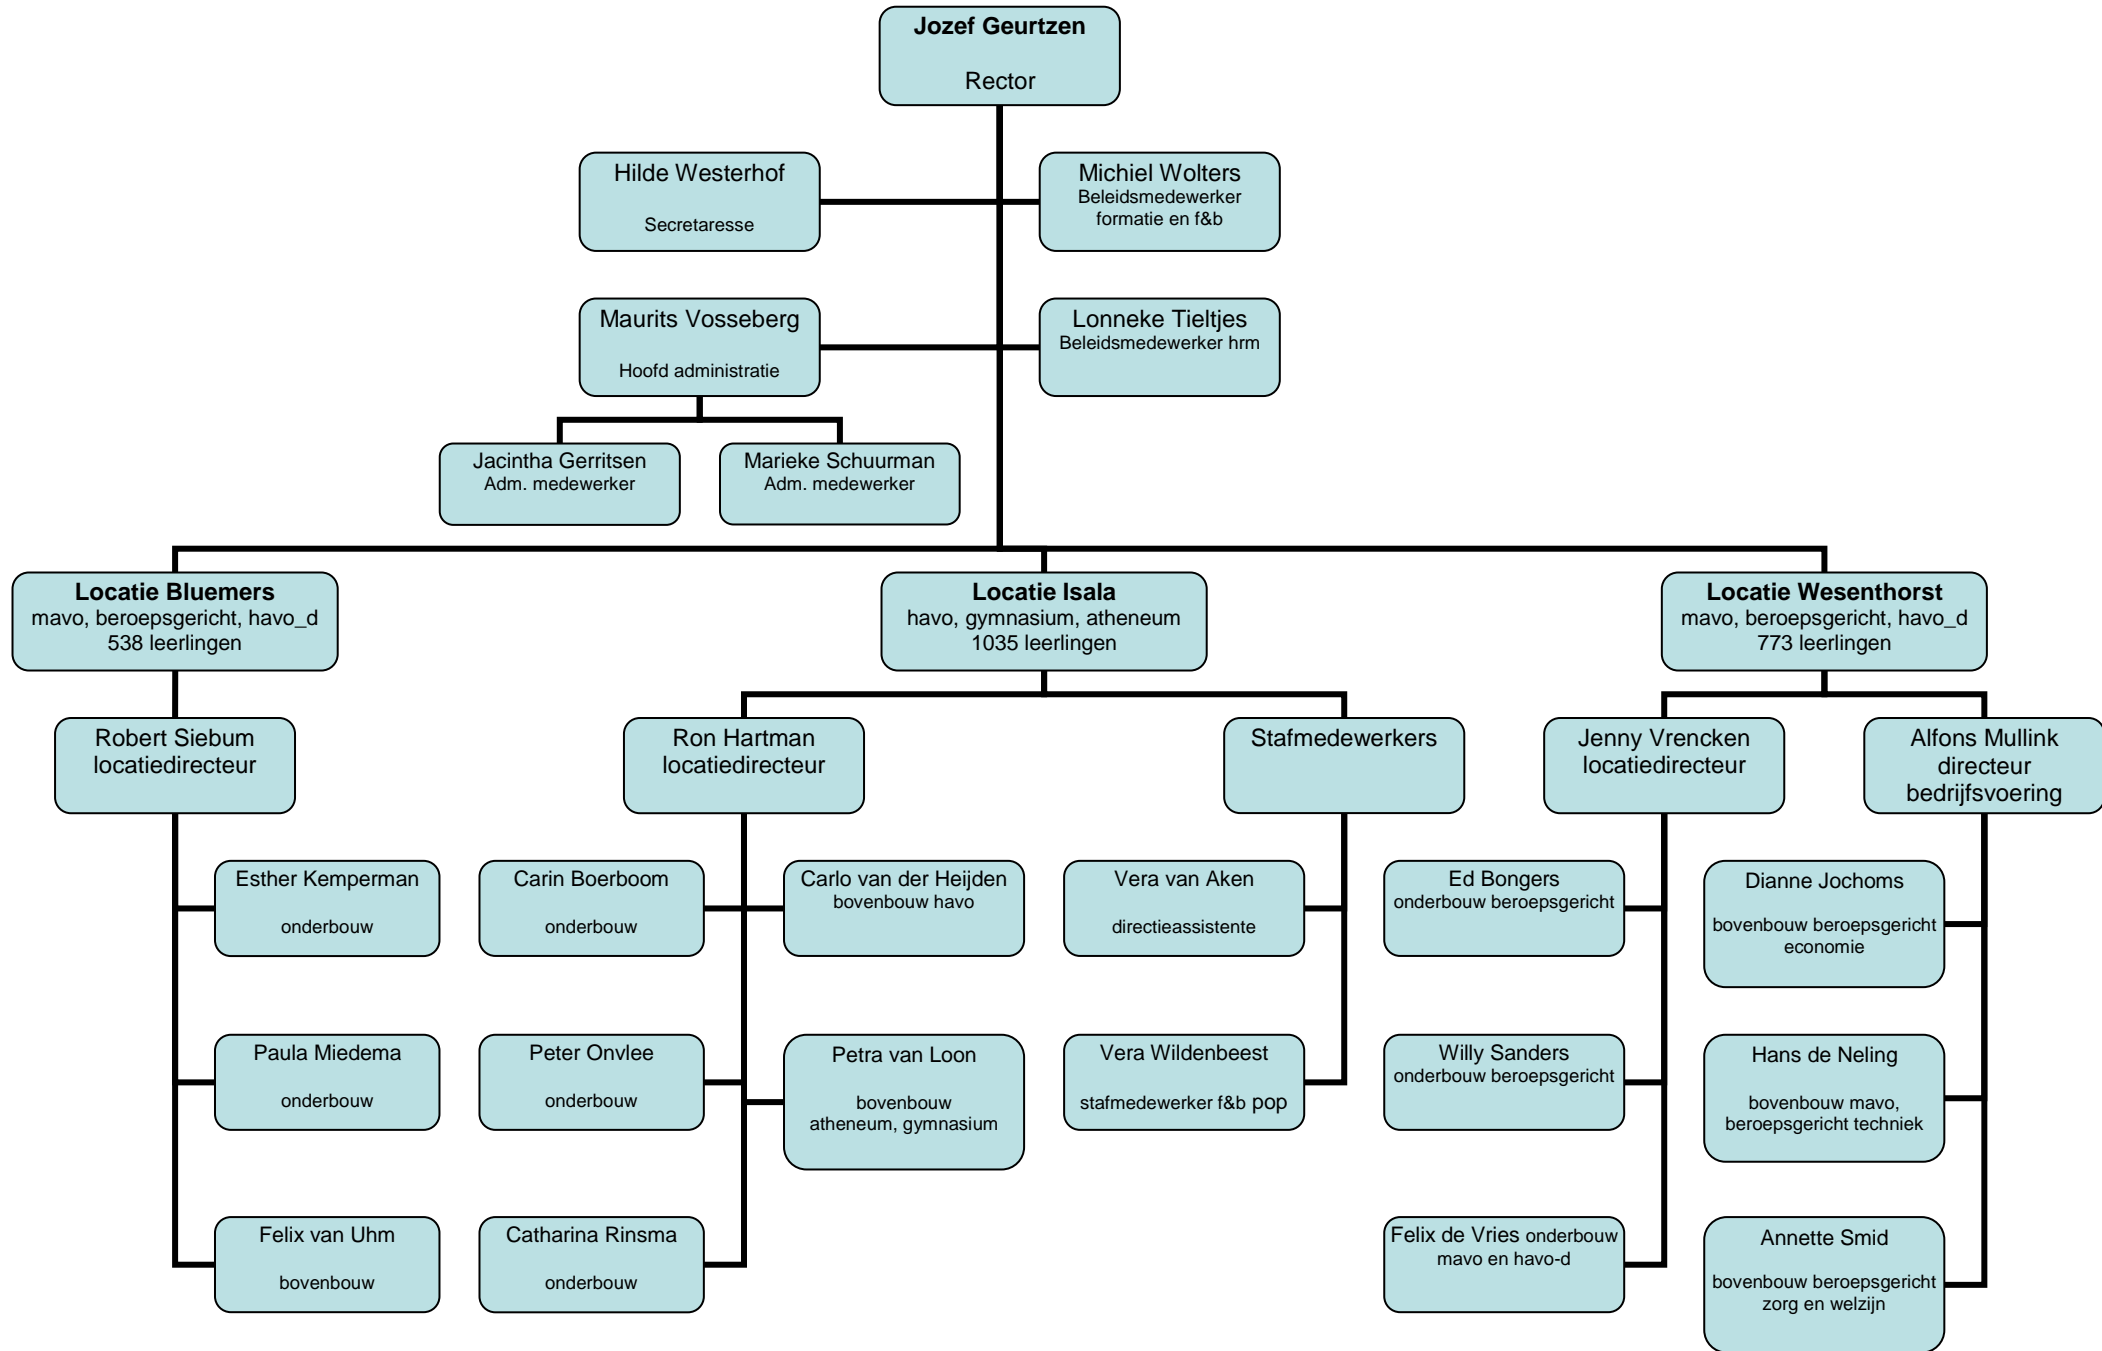 Jozef Geurtzen
Rector
Hilde Westerhof
Secretaresse
Michiel Wolters
Beleidsmedewerker
formatie en f&b
Maurits Vosseberg
Hoofd administratie
Lonneke Tieltjes
Beleidsmedewerker hrm
Jacintha Gerritsen
Adm. medewerker
Marieke Schuurman
Adm. medewerker
Locatie Bluemers
mavo, beroepsgericht, havo_d
538 leerlingen
Locatie Isala
havo, gymnasium, atheneum
1035 leerlingen
Locatie Wesenthorst
mavo, beroepsgericht, havo_d
773 leerlingen
Robert Siebum
locatiedirecteur
Ron Hartman
locatiedirecteur
Stafmedewerkers
Jenny Vrencken
locatiedirecteur
Alfons Mullink
directeur
bedrijfsvoering
Esther Kemperman
onderbouw
Carin Boerboom
onderbouw
Carlo van der Heijden
bovenbouw havo
Vera van Aken
directieassistente
Ed Bongers
onderbouw beroepsgericht
Dianne Jochoms
bovenbouw beroepsgericht
economie
Paula Miedema
onderbouw
Peter Onvlee
onderbouw
Petra van Loon
bovenbouw
atheneum, gymnasium
Vera Wildenbeest
stafmedewerker f&b pop
Willy Sanders
onderbouw beroepsgericht
Hans de Neling
bovenbouw mavo,
beroepsgericht techniek
Felix van Uhm
bovenbouw
Catharina Rinsma
onderbouw
Felix de Vries onderbouw
mavo en havo-d
Annette Smid
bovenbouw beroepsgericht
zorg en welzijn